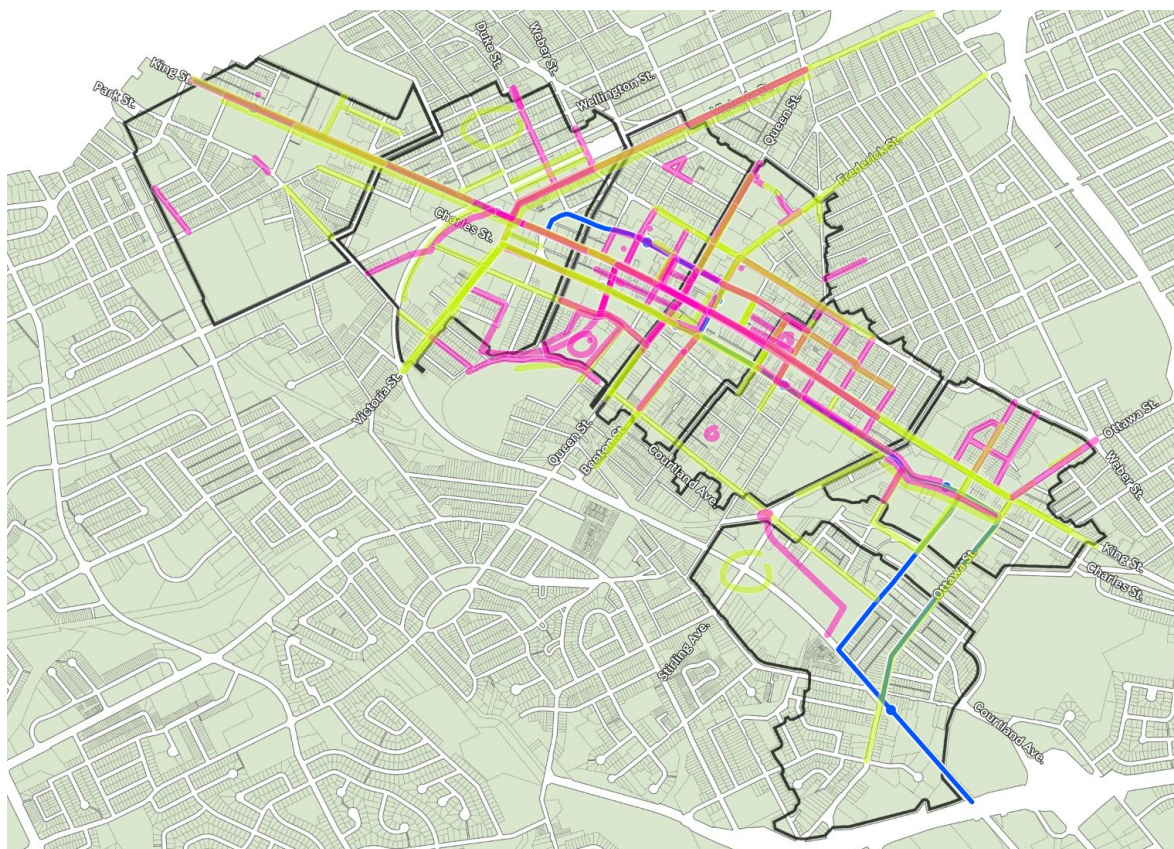 King St.
Park St.
Duke St.
Weber St.
Wellington St.
Queen St.
Frederick St.
Charles St.
Victoria St.
Queen St.
Benton St.
Courtland Ave.
6
Ottawa St.
Weber St.
King St.
Charles St.
Ottawa St.
Stirling Ave.
Courtland Ave.